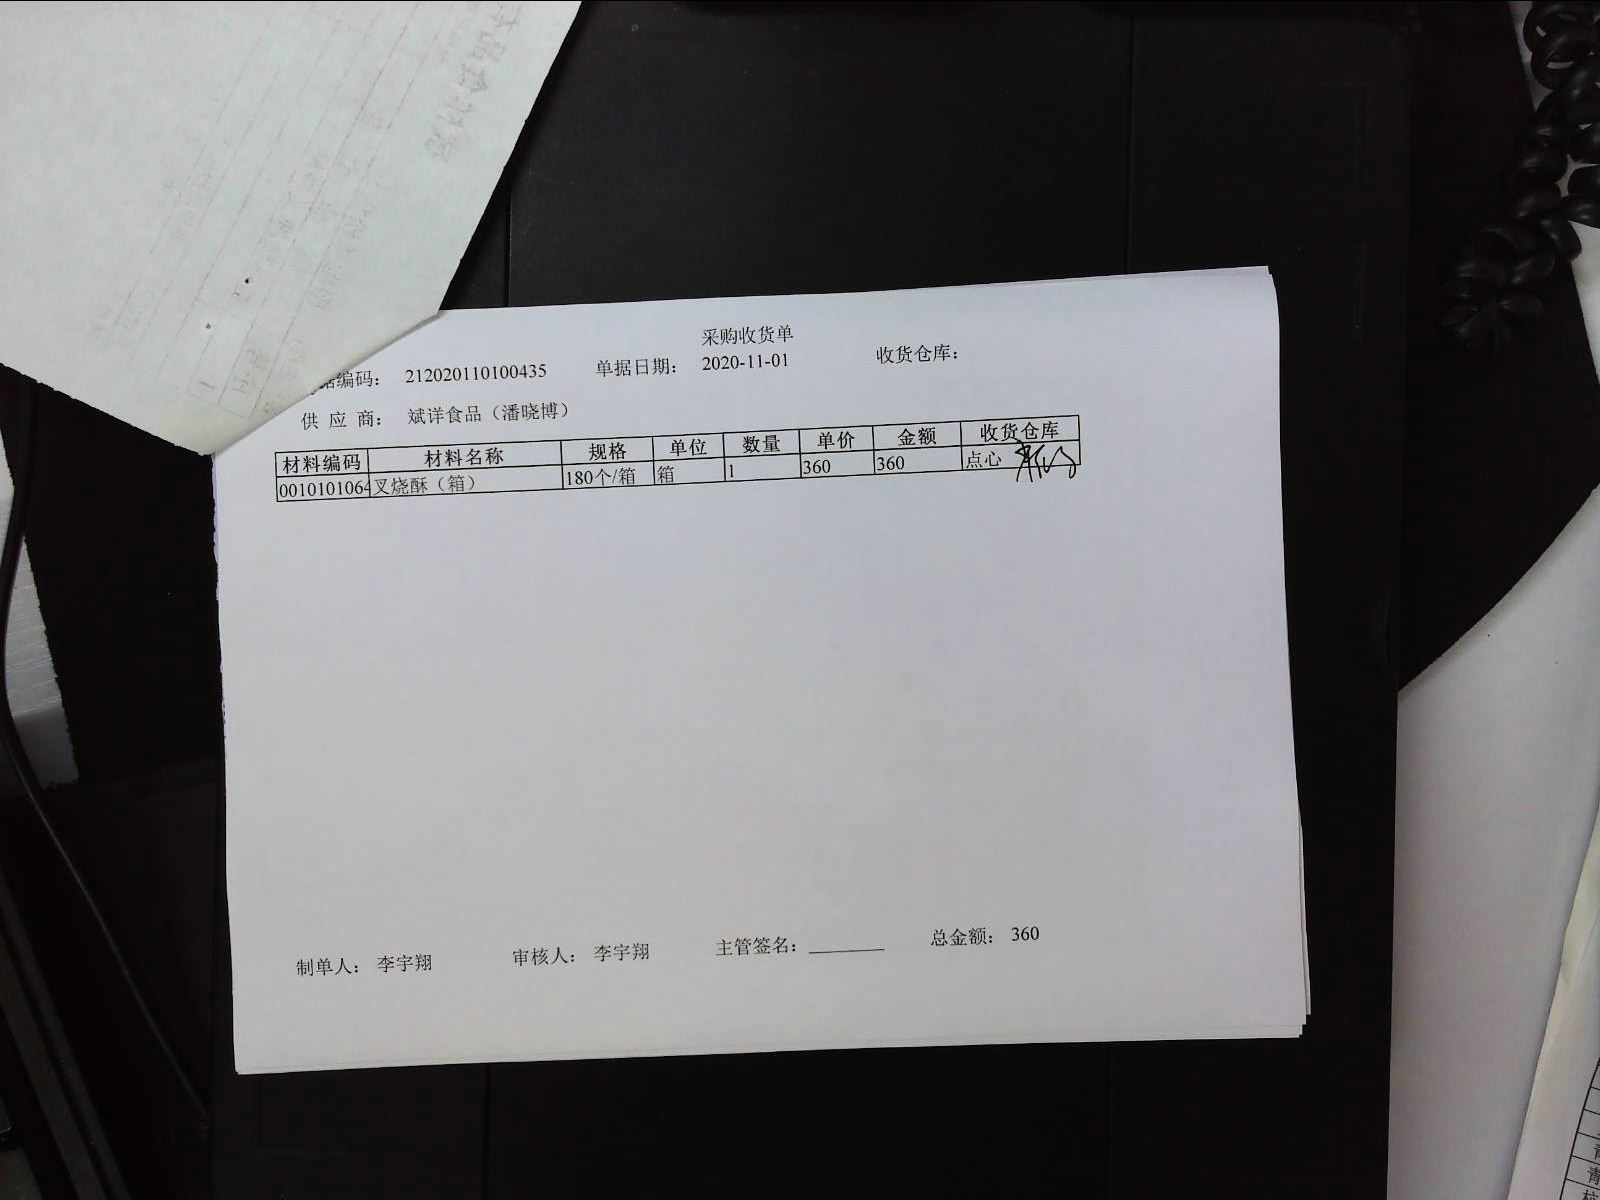 采购收货单
据编码： 212020110100435 单据日期： 2020-11-01 收货仓库：
供 应 商： 斌详食品（潘晓博）
材料编码 材料名称 规格 单位 数量 单价 金额 收货仓库
0010101064 叉烧酥（箱） 180个/箱 箱 1 360 360 点心
制单人： 李宇翔 审核人： 李宇翔 主管签名： 总金额： 360